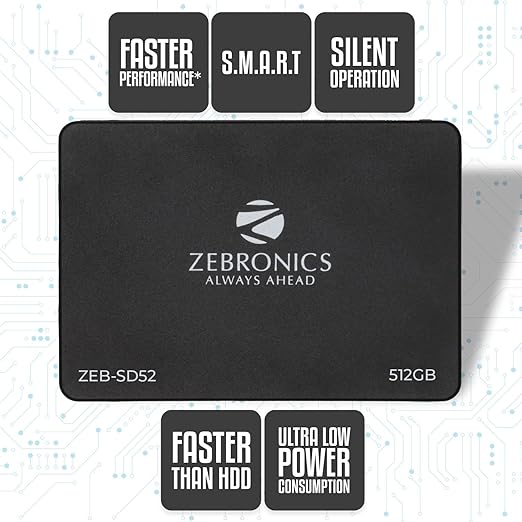 FASTER
PERFORMANCE*
S.M.A.R.T
SILENT
OPERATION
ZEBRONICS
ALWAYS AHEAD
ZEB-SD52
512GB
FASTER
THAN HDD
ULTRA LOW
POWER
CONSUMPTION